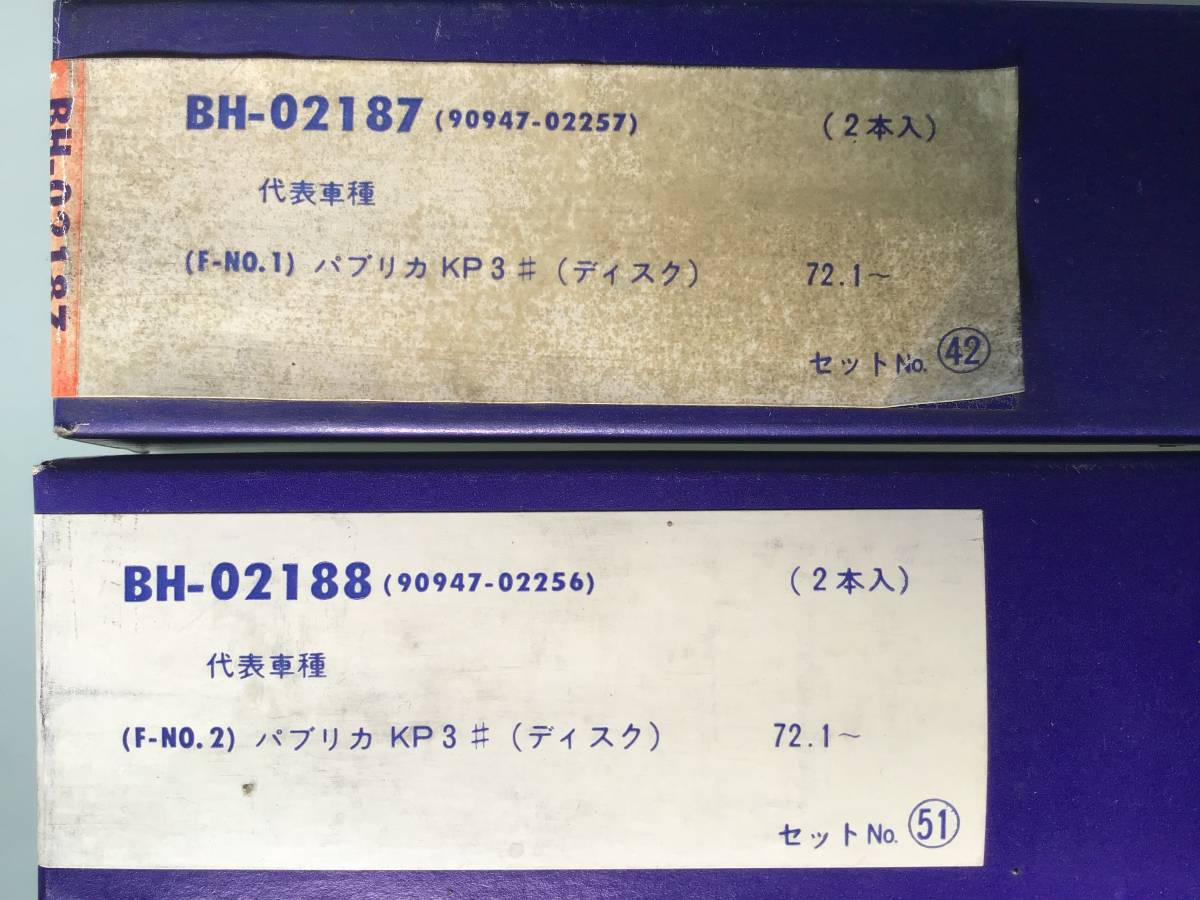 BH-02187
BH-02187 (90947-02257) (2本入)
代表車種
(F-NO.1) パブリカ KP3♯ (ディスク) 72.1~
セットNo. ㊷
BH-02188 (90947-02256) (2本入)
代表車種
(F-NO.2) パブリカ KP3♯ (ディスク) 72.1~
セットNo. 51